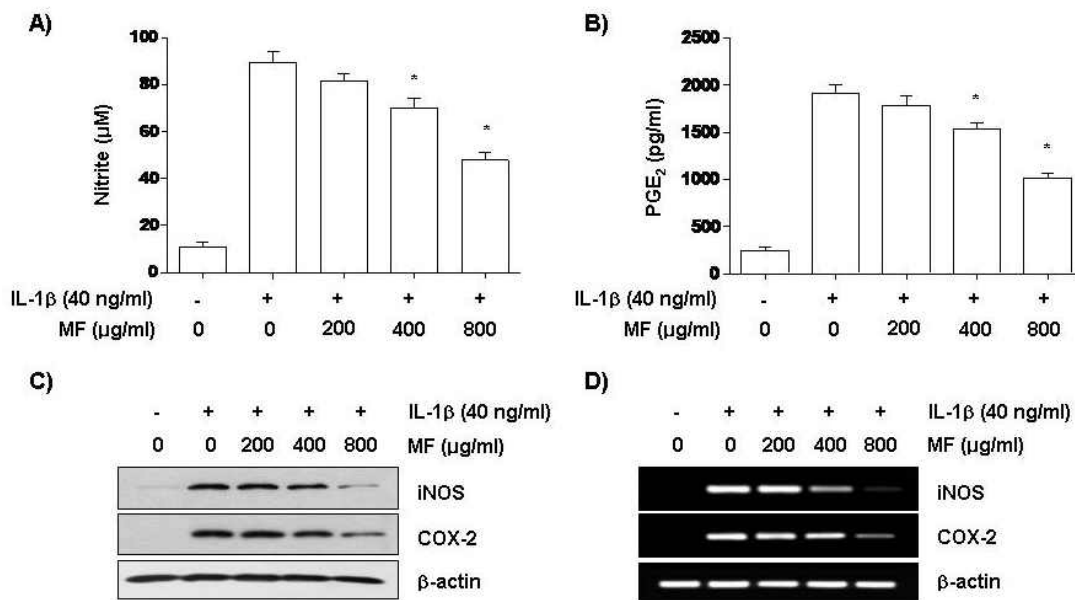 A)
Nitrite (µM)
100
80
60
40
20
0
*
*
IL-1β (40 ng/ml) - + + + +
MF (µg/ml) 0 0 200 400 800
B)
PGE2 (pg/ml)
2500
2000
1500
1000
500
0
*
*
IL-1β (40 ng/ml) - + + + +
MF (µg/ml) 0 0 200 400 800
C)
- + + + + IL-1β (40 ng/ml)
0 0 200 400 800 MF (µg/ml)
iNOS
COX-2
β-actin
D)
- + + + + IL-1β (40 ng/ml)
0 0 200 400 800 MF (µg/ml)
iNOS
COX-2
β-actin